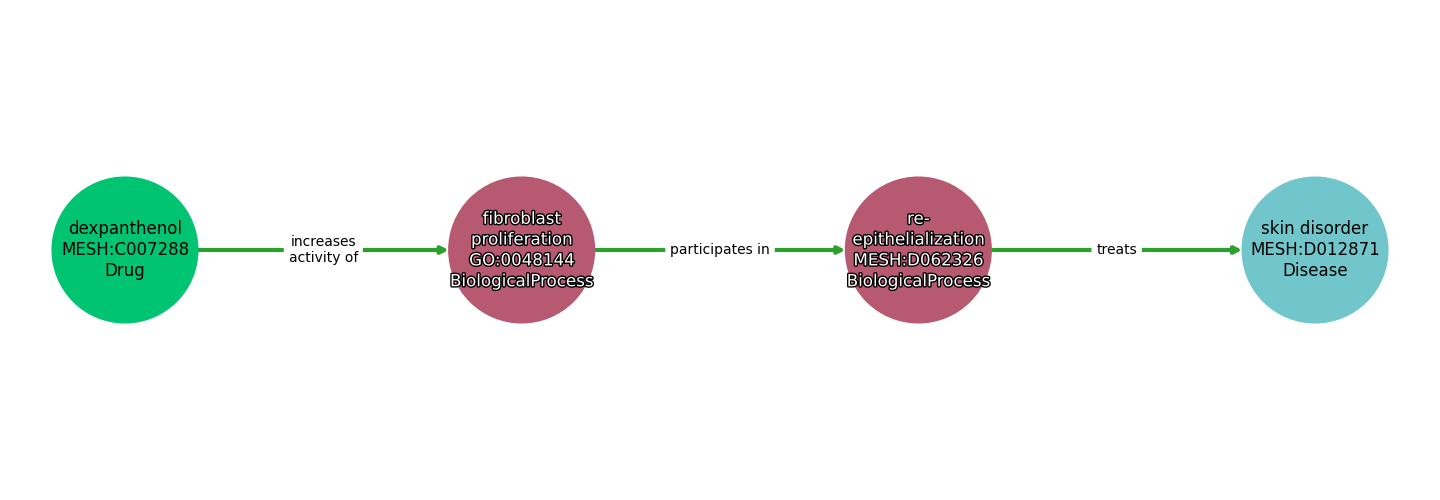 dexpanthenol
MESH:C007288
Drug
increases
activity of
fibroblast
proliferation
GO:0048144
BiologicalProcess
participates in
re-
epithelialization
MESH:D062326
BiologicalProcess
treats
skin disorder
MESH:D012871
Disease